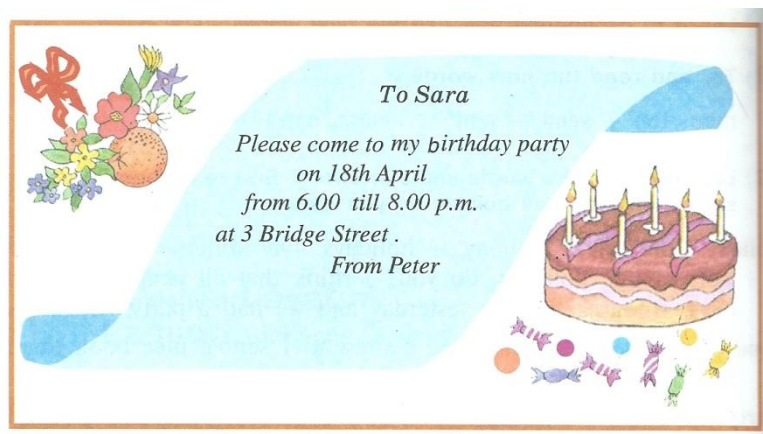 To Sara
Please come to my birthday party
on 18th April
from 6.00 till 8.00 p.m.
at 3 Bridge Street .
From Peter